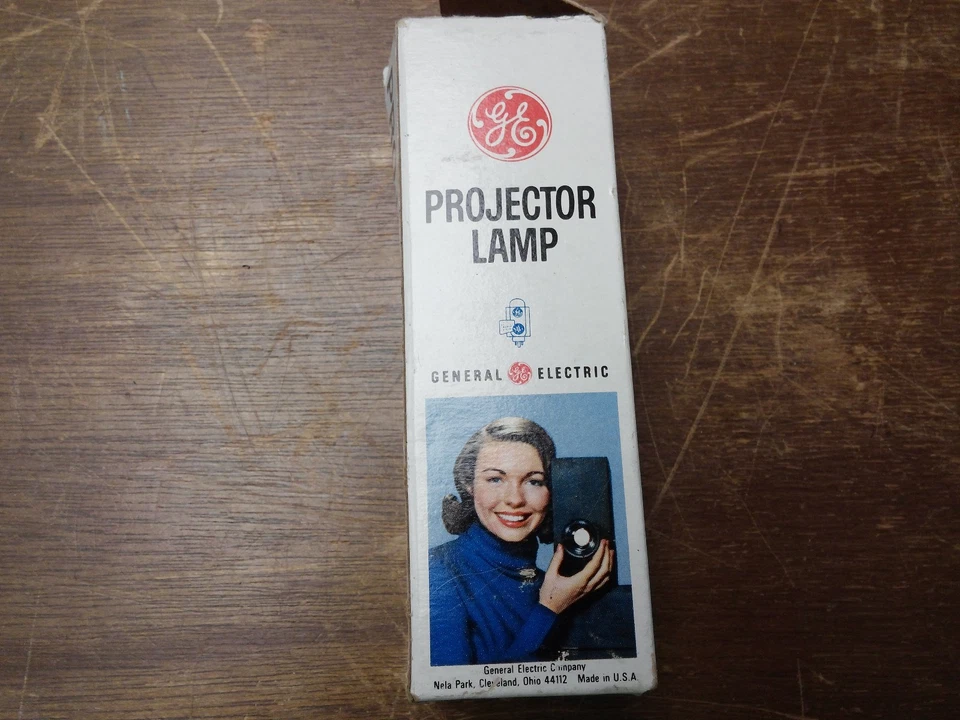 GE
PROJECTOR
LAMP
GENERAL GE ELECTRIC
General Electric Company
Nela Park, Cleveland, Ohio 44112 Made in U.S.A